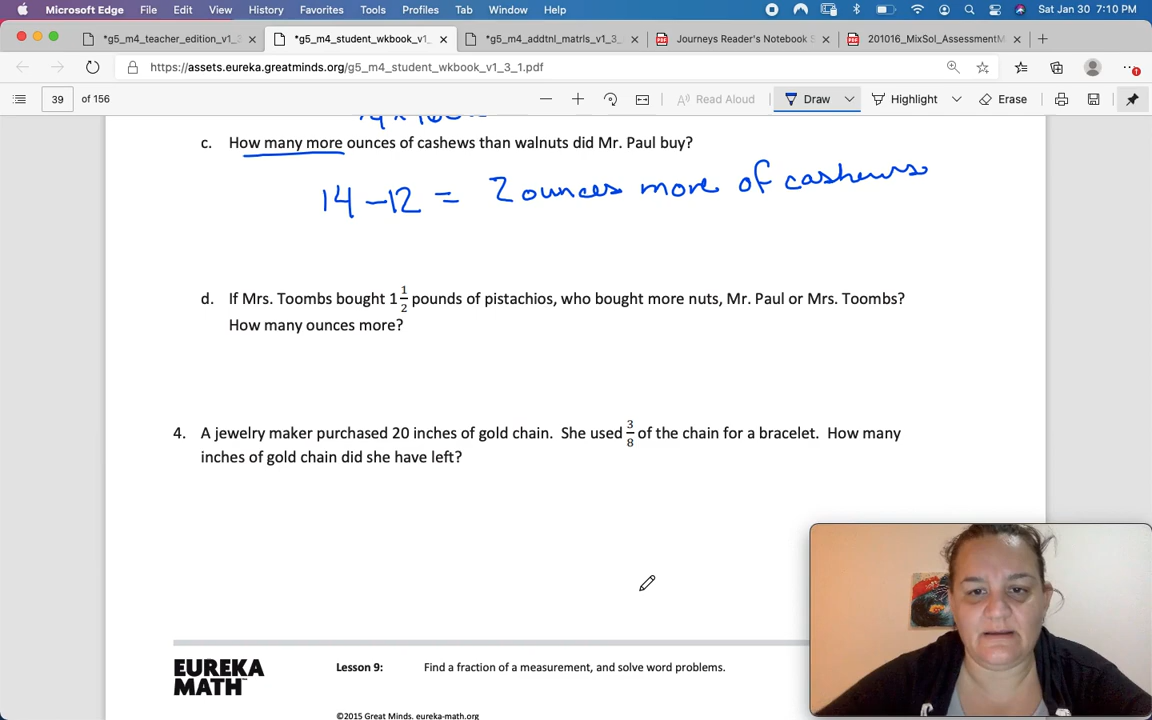 Microsoft Edge File Edit View History Favorites Tools Profiles Tab Window Help Sat Jan 30 7:10 PM
*g5_m4_teacher_edition_v1_3 *g5_m4_student_wkbook_v1_ *g5_m4_addtnl_matrls_v1_3_ Journeys Reader's Notebook 201016_MixSol_Assessment
https://assets.eureka.greatminds.org/g5_m4_student_wkbook_v1_3_1.pdf
39 of 156 Read Aloud Draw Highlight Erase
c. How many more ounces of cashews than walnuts did Mr. Paul buy?
14 - 12 = 2 ounces more of cashews
d. If Mrs. Toombs bought 1 1/2 pounds of pistachios, who bought more nuts, Mr. Paul or Mrs. Toombs?
How many ounces more?
4. A jewelry maker purchased 20 inches of gold chain. She used 3/8 of the chain for a bracelet. How many
inches of gold chain did she have left?
EUREKA
MATH™
Lesson 9: Find a fraction of a measurement, and solve word problems.
©2015 Great Minds. eureka-math.org